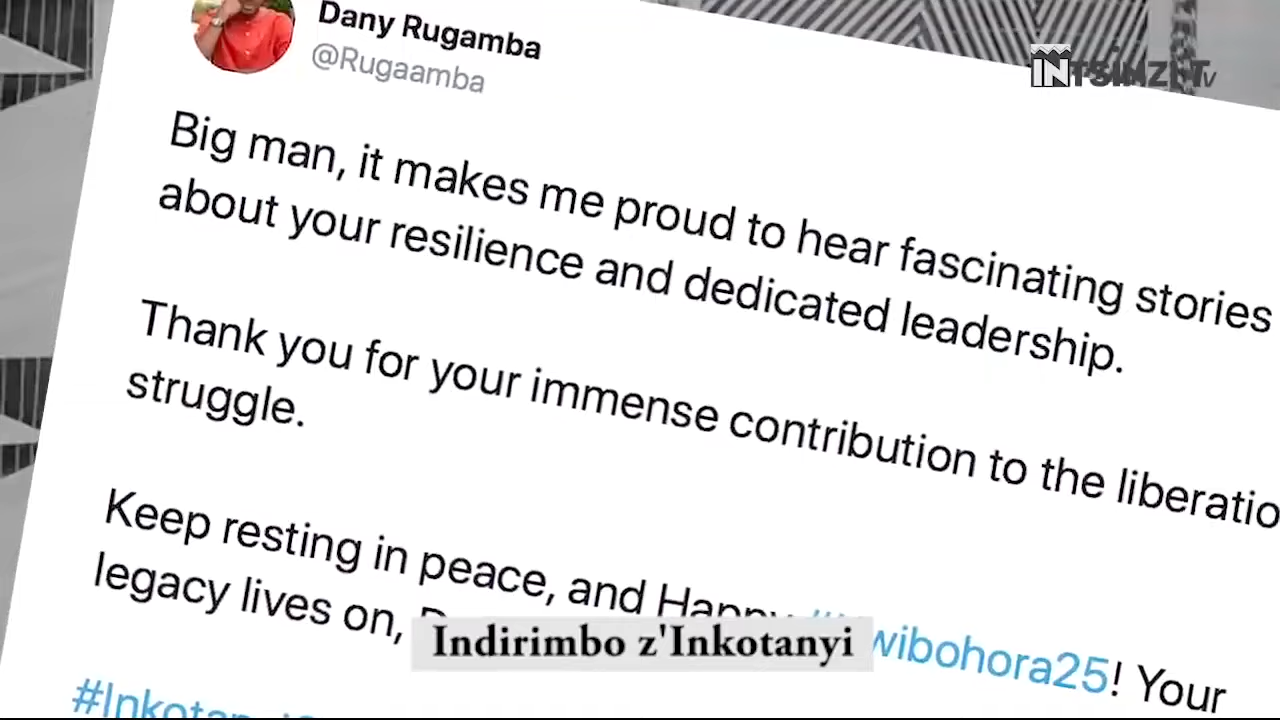 Dany Rugamba
@Rugaamba
INTSINZI TV
Big man, it makes me proud to hear fascinating stories
about your resilience and dedicated leadership.
Thank you for your immense contribution to the
struggle.
Keep resting in peace, and Happy ! Your
legacy lives on,
Indirimbo z'Inkotanyi